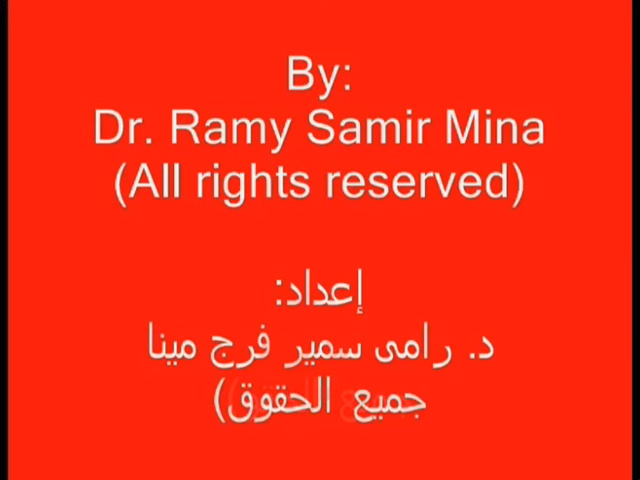 By:
Dr. Ramy Samir Mina
(All rights reserved)
إعداد:
د. رامى سمير فرج مينا
جميع الحقوق)